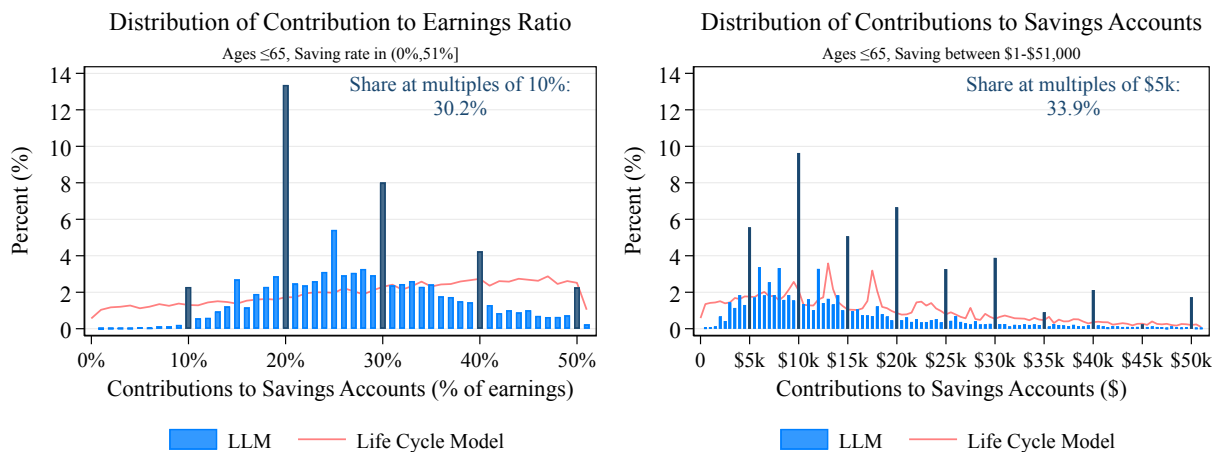 Distribution of Contribution to Earnings Ratio
Ages ≤65, Saving rate in (0%,51%]
Share at multiples of 10%:
30.2%
Percent (%)
14
12
10
8
6
4
2
0
0% 10% 20% 30% 40% 50%
Contributions to Savings Accounts (% of earnings)
LLM Life Cycle Model
Distribution of Contributions to Savings Accounts
Ages ≤65, Saving between $1-$51,000
Share at multiples of $5k:
33.9%
Percent (%)
14
12
10
8
6
4
2
0
0 $5k $10k $15k $20k $25k $30k $35k $40k $45k $50k
Contributions to Savings Accounts ($)
LLM Life Cycle Model